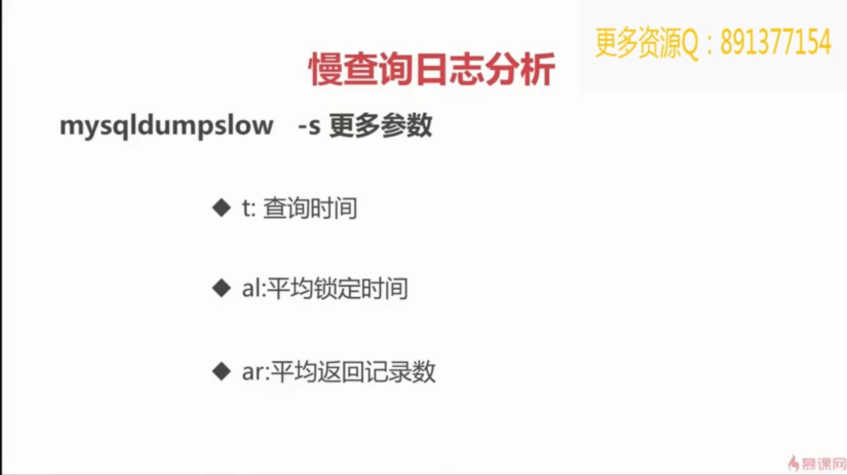 更多资源Q：891377154
慢查询日志分析
mysqldumpslow -s 更多参数
◆ t: 查询时间
◆ al:平均锁定时间
◆ ar:平均返回记录数
慕课网